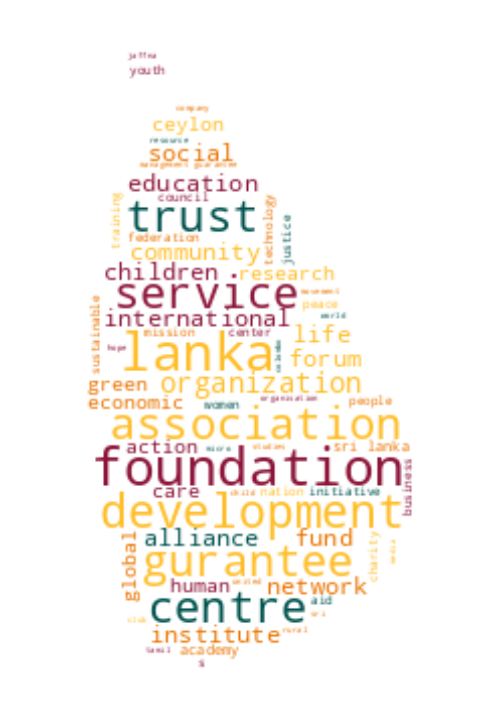 jaffna
youth
company
ceylon
resource
social
management guarantee
education
council
trust
training
technology
justice
federation
community
children
research
service
movement
international
peace
world
sustainable
mission
center
life
hope
lanka
forum
green
organization
economic
women
organisation
people
association
action
micro
studies
sri lanka
foundation
business
care
child
nation
initiative
development
alliance
fund
charity
media
global
gurantee
human
united
network
centre
aid
sri
club
institute
rural
tamil
academy
s